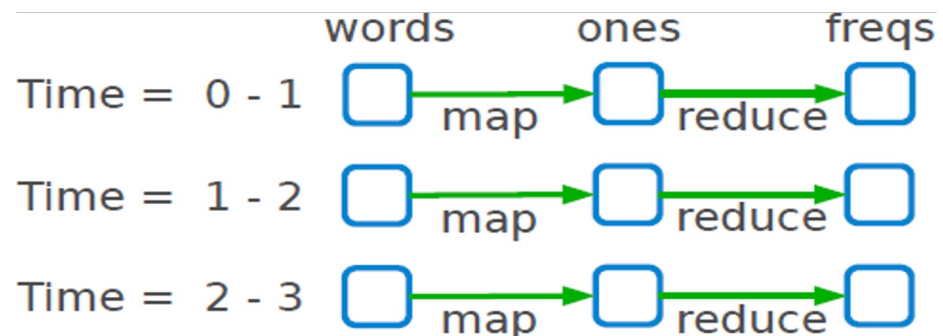 words ones freqs
Time = 0 - 1
map reduce
Time = 1 - 2
map reduce
Time = 2 - 3
map reduce